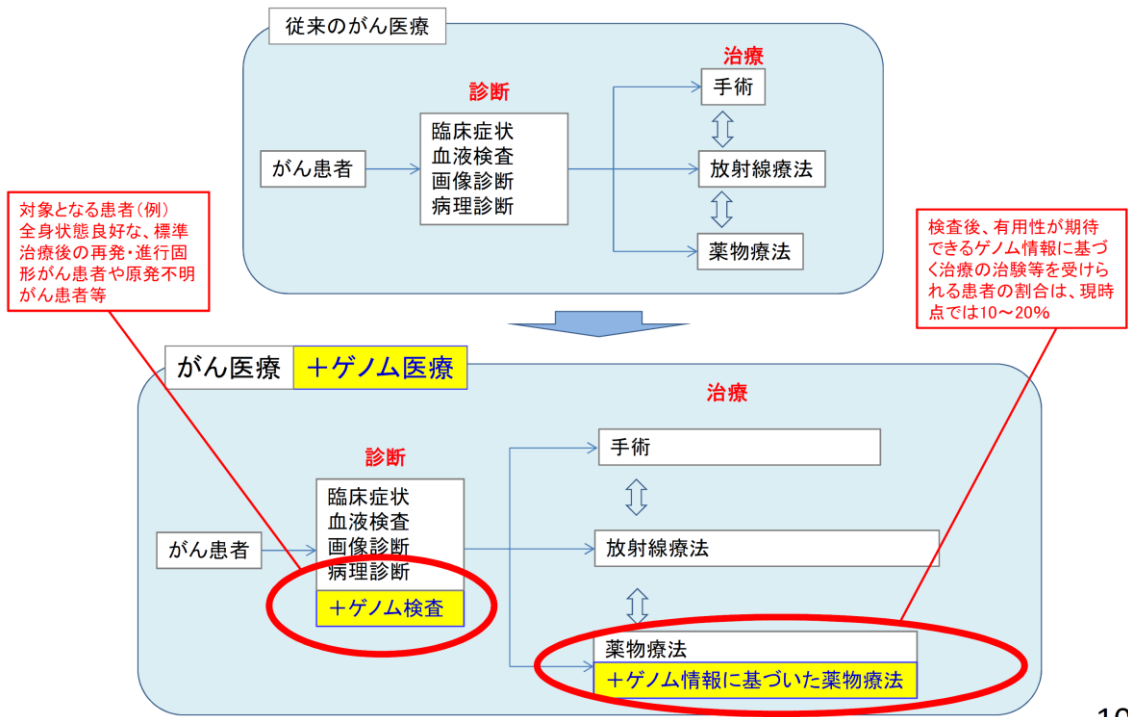 従来のがん医療
治療
手術
診断
臨床症状
血液検査
画像診断
病理診断
がん患者
放射線療法
薬物療法
対象となる患者(例)
全身状態良好な、標準
治療後の再発・進行固
形がん患者や原発不明
がん患者等
検査後、有用性が期待
できるゲノム情報に基づ
く治療の治験等を受けら
れる患者の割合は、現時
点では10～20%
がん医療 ＋ゲノム医療
治療
手術
診断
臨床症状
血液検査
画像診断
病理診断
＋ゲノム検査
がん患者
放射線療法
薬物療法
＋ゲノム情報に基づいた薬物療法